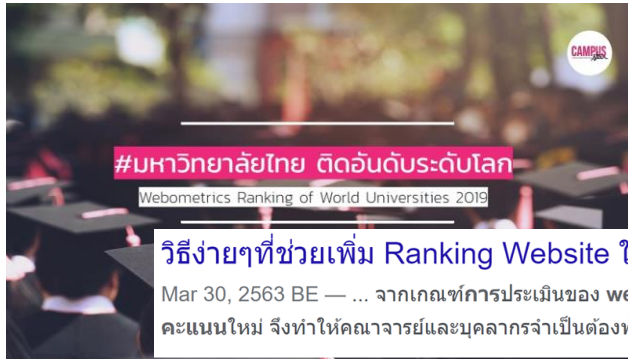 CAMPUS
#มหาวิทยาลัยไทย ติดอันดับระดับโลก
Webometrics Ranking of World Universities 2019
วิธีง่ายๆที่ช่วยเพิ่ม Ranking Website ใ
Mar 30, 2563 BE — ... จากเกณฑ์การประเมินของ we
คะแนนใหม่ จึงทำให้คณาจารย์และบุคลากรจำเป็นต้องพ